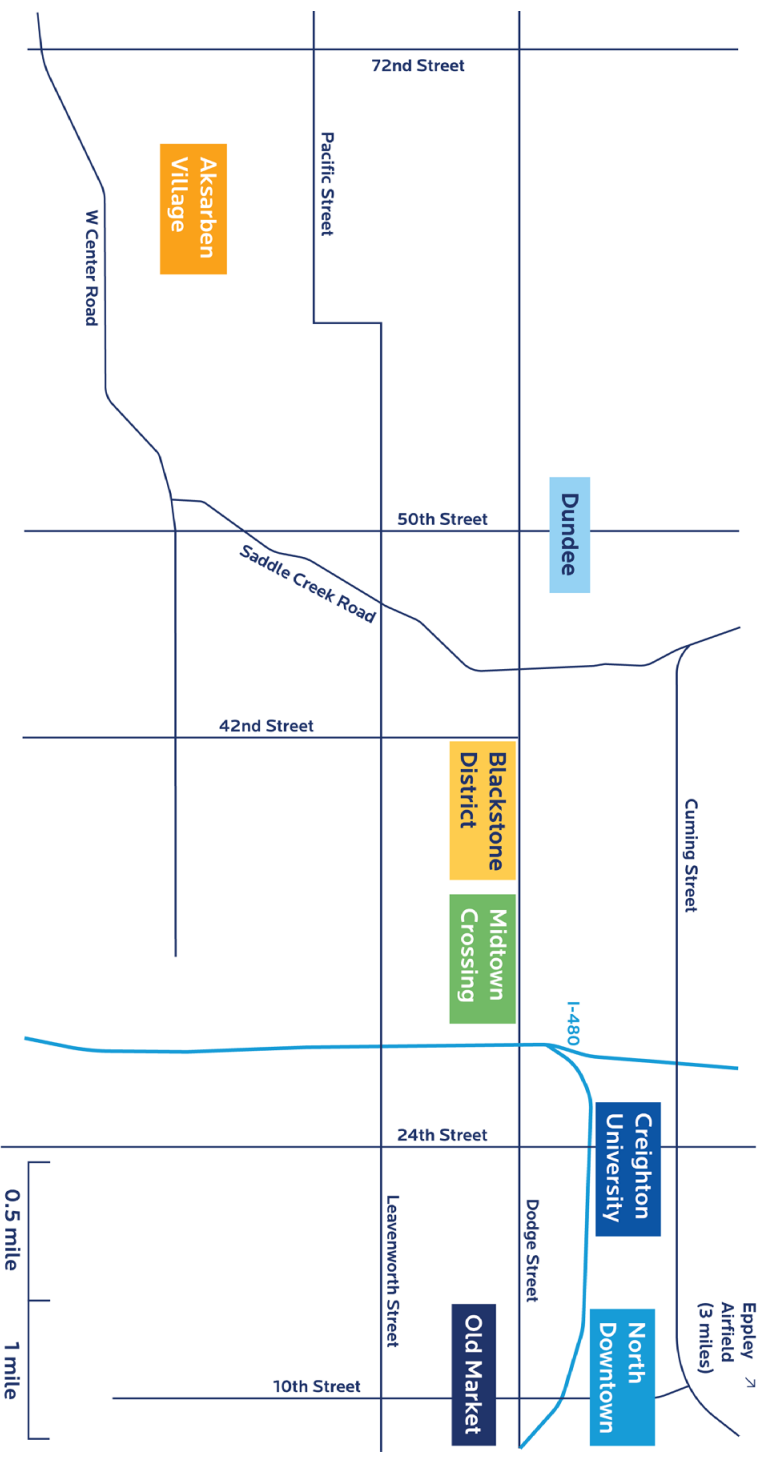 72nd Street
Pacific Street
Aksarben
Village
W Center Road
Dundee
50th Street
Saddle Creek Road
42nd Street
Blackstone
District
Cuming Street
Midtown
Crossing
I-480
Creighton
University
24th Street
Leavenworth Street
Dodge Street
0.5 mile
1 mile
Eppley
Airfield ↗
(3 miles)
North
Downtown
Old Market
10th Street